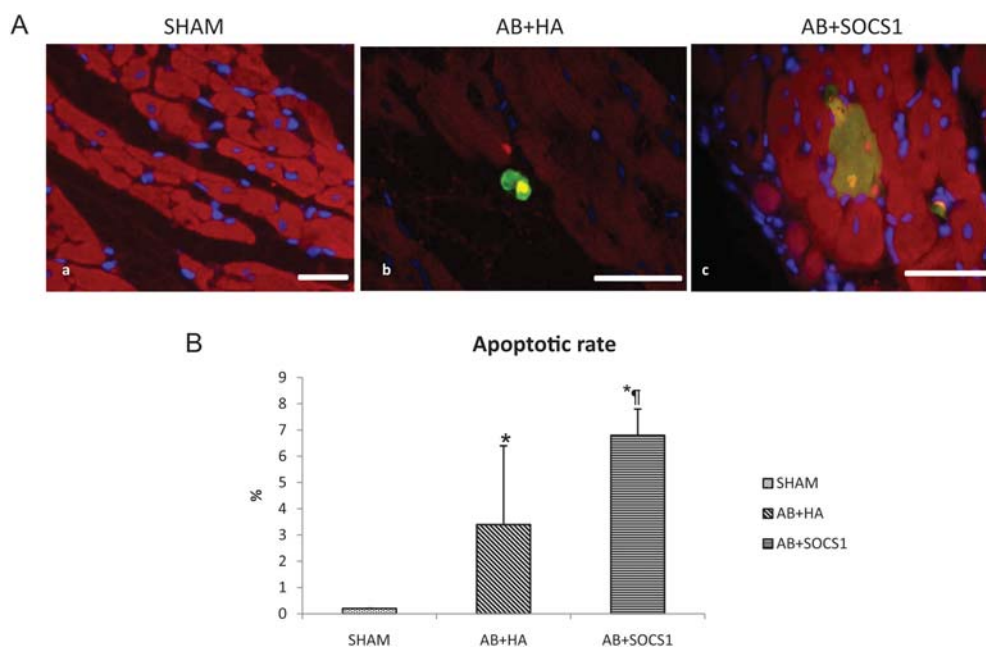 A
SHAM
AB+HA
AB+SOCS1
a
b
c
B
Apoptotic rate
9
8
7
6
5
4
3
2
1
0
%
*
*¶
SHAM
AB+HA
AB+SOCS1
SHAM
AB+HA
AB+SOCS1